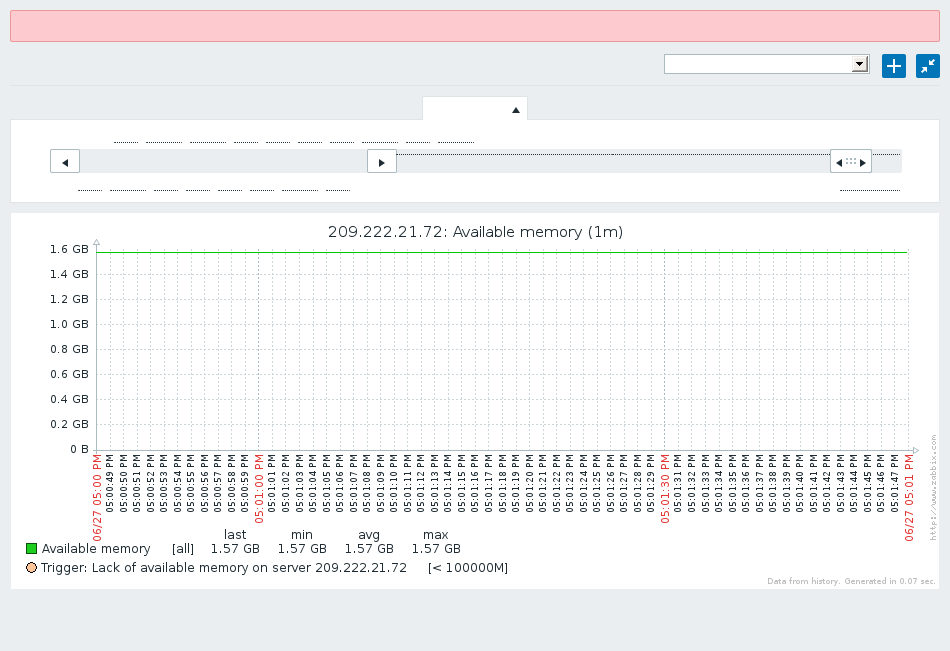 209.222.21.72: Available memory (1m)
1.6 GB
1.4 GB
1.2 GB
1.0 GB
0.8 GB
0.6 GB
0.4 GB
0.2 GB
0 B
06/27 05:00 PM
05:00:49 PM
05:00:50 PM
05:00:51 PM
05:00:52 PM
05:00:53 PM
05:00:54 PM
05:00:55 PM
05:00:56 PM
05:00:57 PM
05:00:58 PM
05:00:59 PM
05:01:00 PM
05:01:01 PM
05:01:02 PM
05:01:03 PM
05:01:04 PM
05:01:05 PM
05:01:06 PM
05:01:07 PM
05:01:08 PM
05:01:09 PM
05:01:10 PM
05:01:11 PM
05:01:12 PM
05:01:13 PM
05:01:14 PM
05:01:15 PM
05:01:16 PM
05:01:17 PM
05:01:18 PM
05:01:19 PM
05:01:20 PM
05:01:21 PM
05:01:22 PM
05:01:23 PM
05:01:24 PM
05:01:25 PM
05:01:26 PM
05:01:27 PM
05:01:28 PM
05:01:29 PM
05:01:30 PM
05:01:31 PM
05:01:32 PM
05:01:33 PM
05:01:34 PM
05:01:35 PM
05:01:36 PM
05:01:37 PM
05:01:38 PM
05:01:39 PM
05:01:40 PM
05:01:41 PM
05:01:42 PM
05:01:43 PM
05:01:44 PM
05:01:45 PM
05:01:46 PM
05:01:47 PM
06/27 05:01 PM
http://www.zabbix.com
last min avg max
Available memory [all] 1.57 GB 1.57 GB 1.57 GB 1.57 GB
Trigger: Lack of available memory on server 209.222.21.72 [< 100000M]
Data from history. Generated in 0.07 sec.